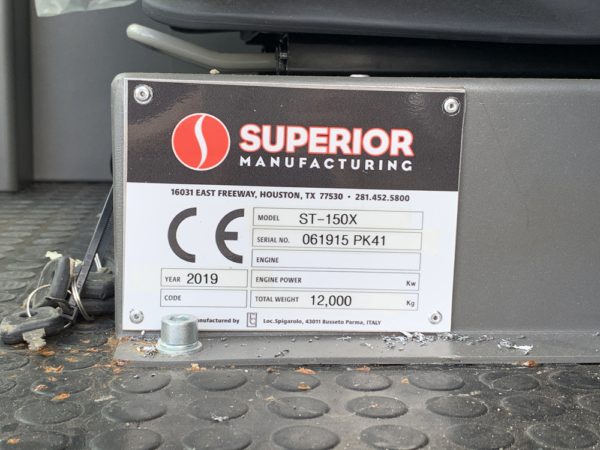 SUPERIOR
MANUFACTURING
16031 EAST FREEWAY, HOUSTON, TX 77530 • 281.452.5800
CE
MODEL ST-150X
SERIAL NO. 061915 PK41
ENGINE
YEAR 2019
ENGINE POWER Kw
CODE
TOTAL WEIGHT 12,000 Kg
anufactured by Loc.Spigarolo, 43011 Busseto Parma, ITALY